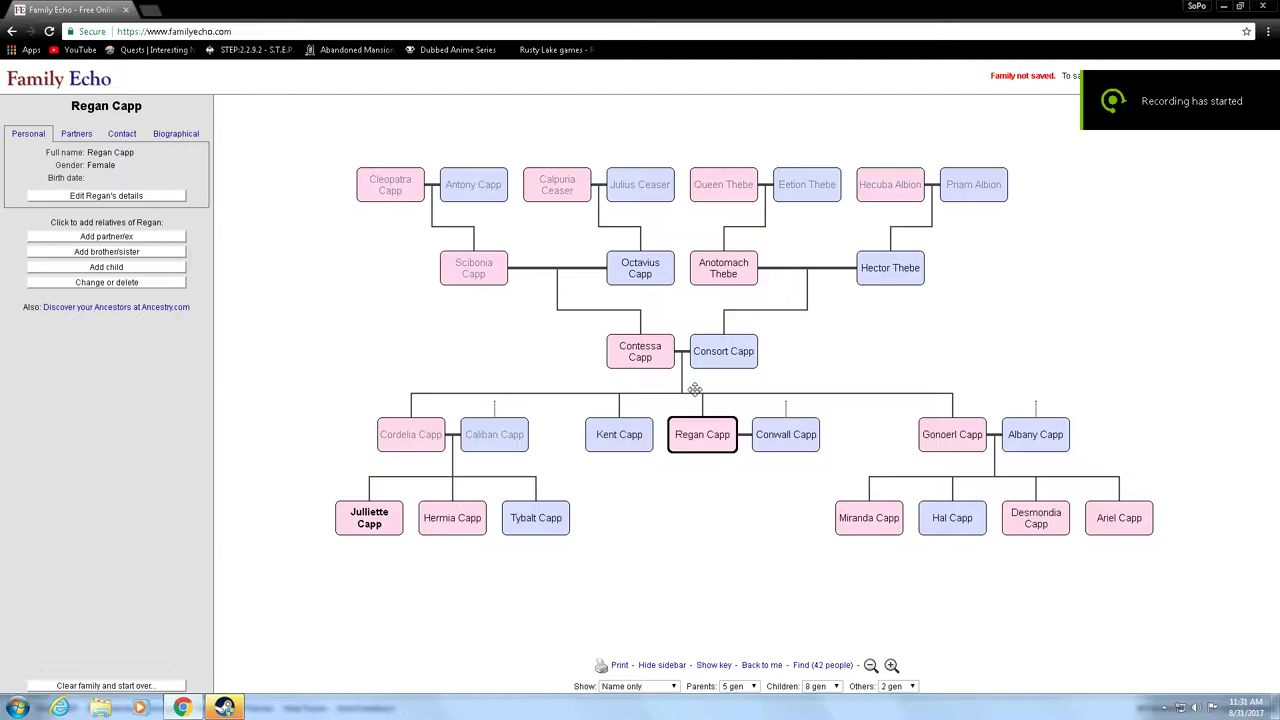 Family Echo - Free Onlin
SoPo
Secure
https://www.familyecho.com
Apps
YouTube
Quests | Interesting N
STEP:2.2.9.2 - S.T.E.P.
Abandoned Mansion
Dubbed Anime Series
Rusty Lake games - F
Family Echo
Family not saved. To sa
Recording has started
Regan Capp
Personal
Partners
Contact
Biographical
Full name: Regan Capp
Gender: Female
Birth date:
Edit Regan's details
Click to add relatives of Regan:
Add partner/ex
Add brother/sister
Add child
Change or delete
Also: Discover your Ancestors at Ancestry.com
Cleopatra
Capp
Antony Capp
Calpuria
Ceaser
Julius Ceaser
Queen Thebe
Eetion Thebe
Hecuba Albion
Priam Albion
Scibonia
Capp
Octavius
Capp
Anotomach
Thebe
Hector Thebe
Contessa
Capp
Consort Capp
Cordelia Capp
Caliban Capp
Kent Capp
Regan Capp
Conwall Capp
Gonoerl Capp
Albany Capp
Julliette
Capp
Hermia Capp
Tybalt Capp
Miranda Capp
Hal Capp
Desmondia
Capp
Ariel Capp
Print - Hide sidebar - Show key - Back to me - Find (42 people) -
Show: Name only
Parents: 5 gen
Children: 8 gen
Others: 2 gen
Clear family and start over...
11:31 AM
8/31/2017